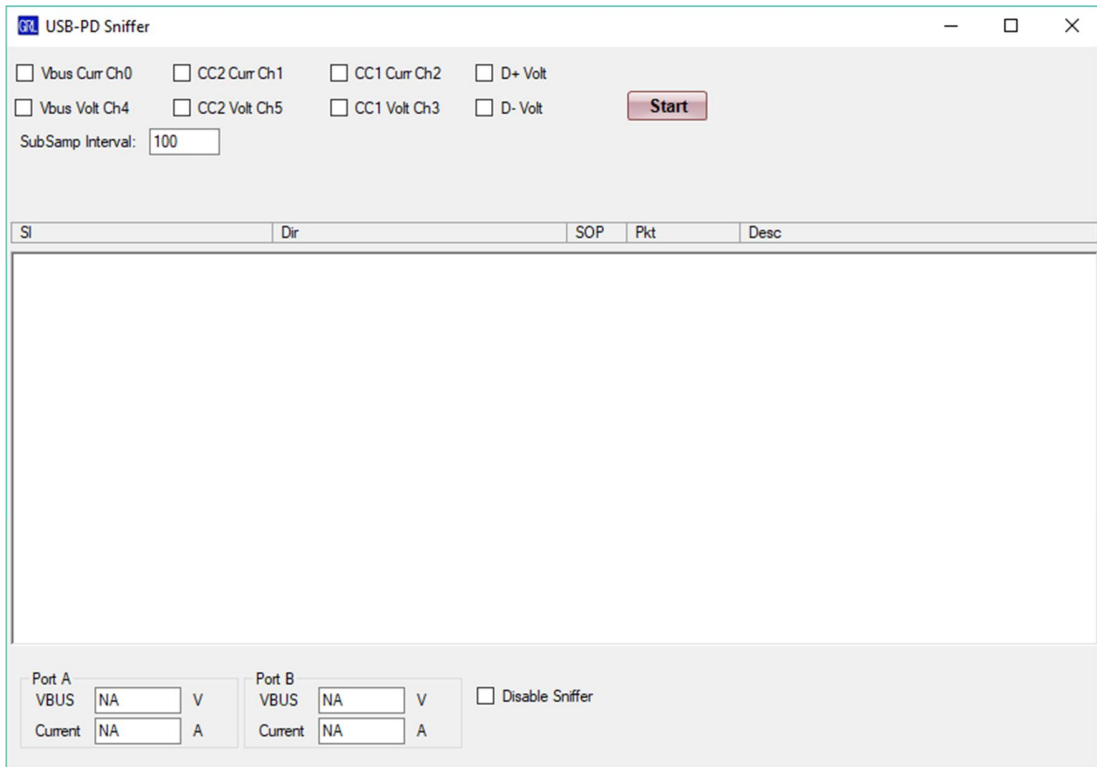 GRL USB-PD Sniffer
Vbus Curr Ch0 CC2 Curr Ch1 CC1 Curr Ch2 D+ Volt
Vbus Volt Ch4 CC2 Volt Ch5 CC1 Volt Ch3 D- Volt Start
SubSamp Interval: 100
Sl Dir SOP Pkt Desc
Port A Port B
VBUS NA V VBUS NA V Disable Sniffer
Current NA A Current NA A